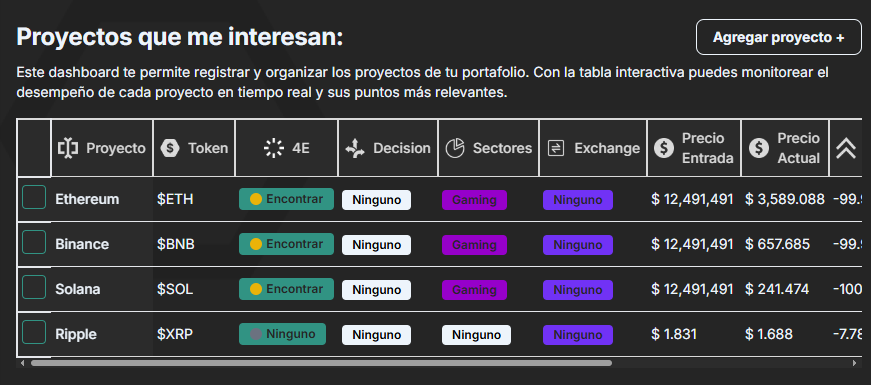 Proyectos que me interesan:
Agregar proyecto +
Este dashboard te permite registrar y organizar los proyectos de tu portafolio. Con la tabla interactiva puedes monitorear el
desempeño de cada proyecto en tiempo real y sus puntos más relevantes.
Proyecto Token 4E Decision Sectores Exchange Precio Entrada Precio Actual
Ethereum $ETH Encontrar Ninguno Gaming Ninguno $ 12,491,491 $ 3,589.088 -99.9
Binance $BNB Encontrar Ninguno Gaming Ninguno $ 12,491,491 $ 657.685 -99.9
Solana $SOL Encontrar Ninguno Gaming Ninguno $ 12,491,491 $ 241.474 -100
Ripple $XRP Ninguno Ninguno Ninguno Ninguno $ 1.831 $ 1.688 -7.78